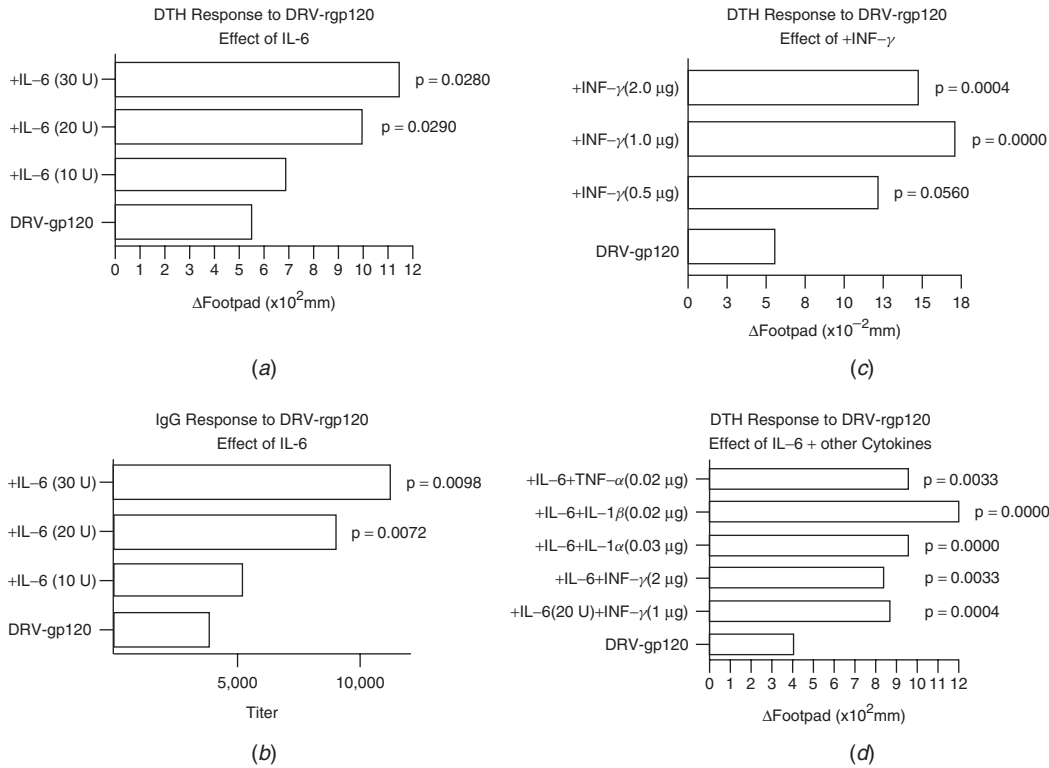 DTH Response to DRV-rgp120
Effect of IL-6
+IL–6 (30 U)
p = 0.0280
+IL–6 (20 U)
p = 0.0290
+IL–6 (10 U)
DRV-gp120
0 1 2 3 4 5 6 7 8 9 10 11 12
ΔFootpad (x10²mm)
(a)
IgG Response to DRV-rgp120
Effect of IL-6
+IL–6 (30 U)
p = 0.0098
+IL–6 (20 U)
p = 0.0072
+IL–6 (10 U)
DRV-gp120
5,000 10,000
Titer
(b)
DTH Response to DRV-rgp120
Effect of +INF–γ
+INF–γ(2.0 μg)
p = 0.0004
+INF–γ(1.0 μg)
p = 0.0000
+INF–γ(0.5 μg)
p = 0.0560
DRV-gp120
0 3 5 10 13 15 18
ΔFootpad (x10⁻²mm)
(c)
DTH Response to DRV-rgp120
Effect of IL–6 + other Cytokines
+IL–6+TNF–α(0.02 μg)
p = 0.0033
+IL–6+IL–1β(0.02 μg)
p = 0.0000
+IL–6+IL–1α(0.03 μg)
p = 0.0000
+IL–6+INF–γ(2 μg)
p = 0.0033
+IL–6(20 U)+INF–γ(1 μg)
p = 0.0004
DRV-gp120
0 1 2 3 4 5 6 7 8 9 10 11 12
ΔFootpad (x10²mm)
(d)